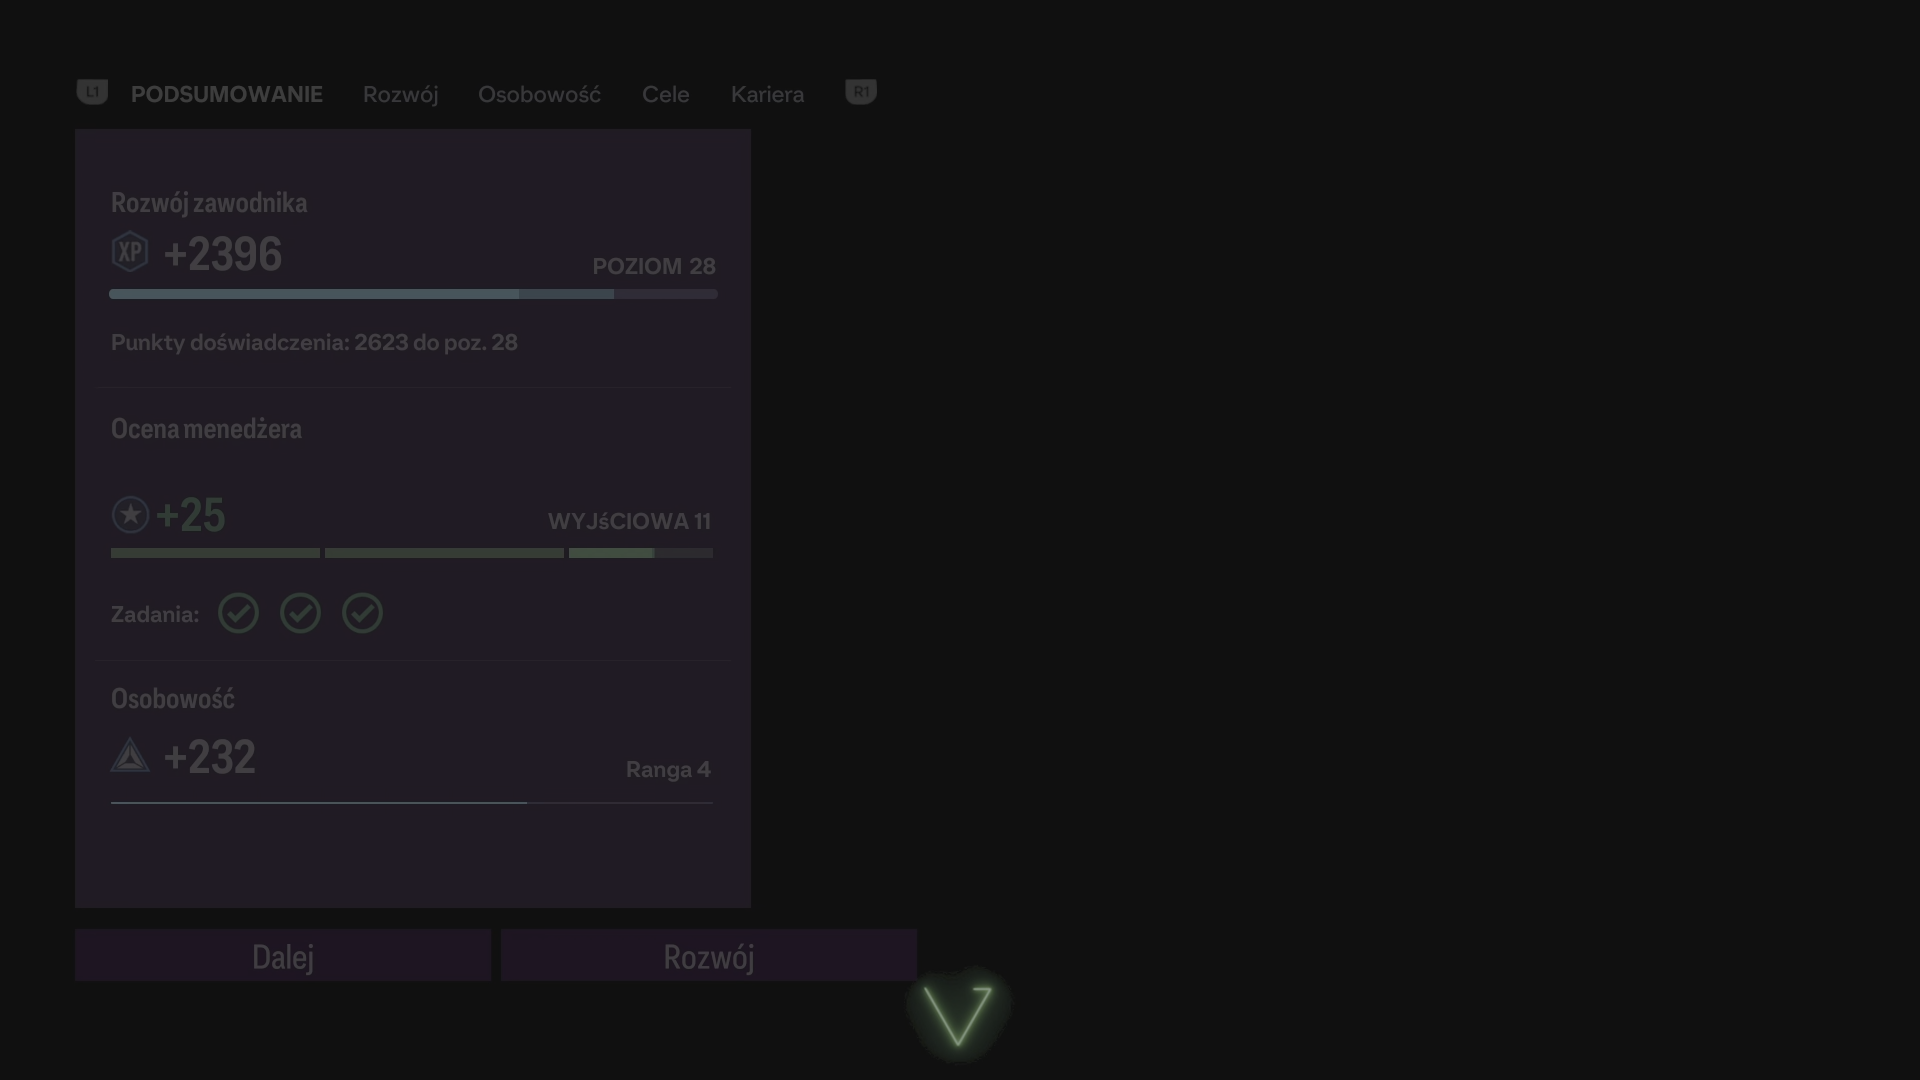 L1 PODSUMOWANIE Rozwój Osobowość Cele Kariera R1
Rozwój zawodnika
XP +2396 POZIOM 28
Punkty doświadczenia: 2623 do poz. 28
Ocena menedżera
+25 WYJśCIOWA 11
Zadania:
Osobowość
+232 Ranga 4
Dalej Rozwój